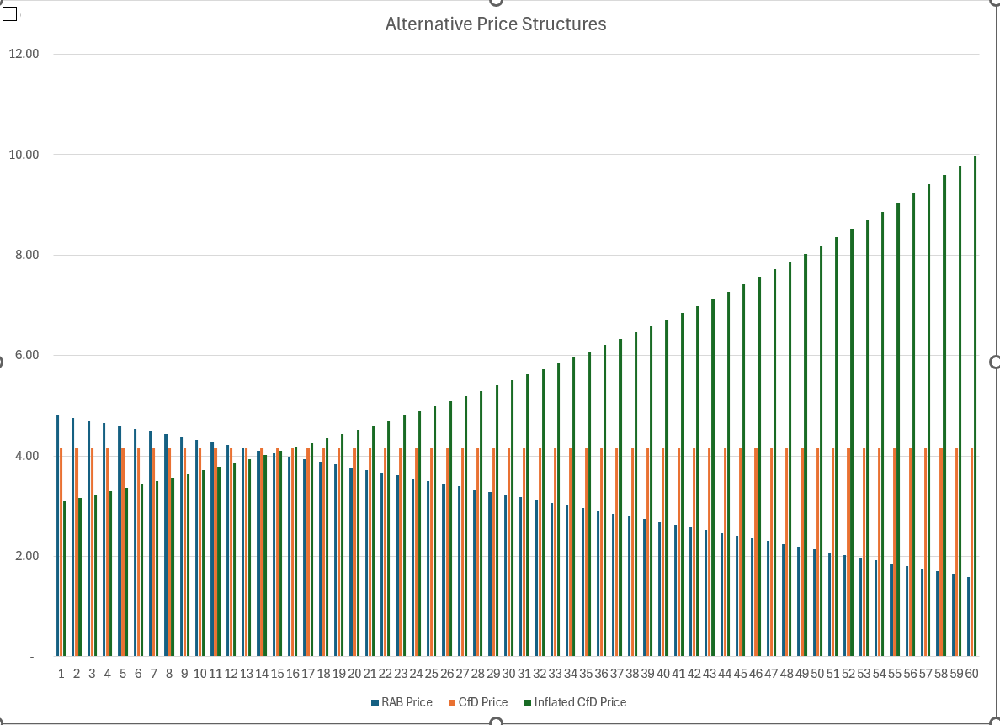 Alternative Price Structures
12.00
10.00
8.00
6.00
4.00
2.00
-
1 2 3 4 5 6 7 8 9 10 11 12 13 14 15 16 17 18 19 20 21 22 23 24 25 26 27 28 29 30 31 32 33 34 35 36 37 38 39 40 41 42 43 44 45 46 47 48 49 50 51 52 53 54 55 56 57 58 59 60
RAB Price CfD Price Inflated CfD Price